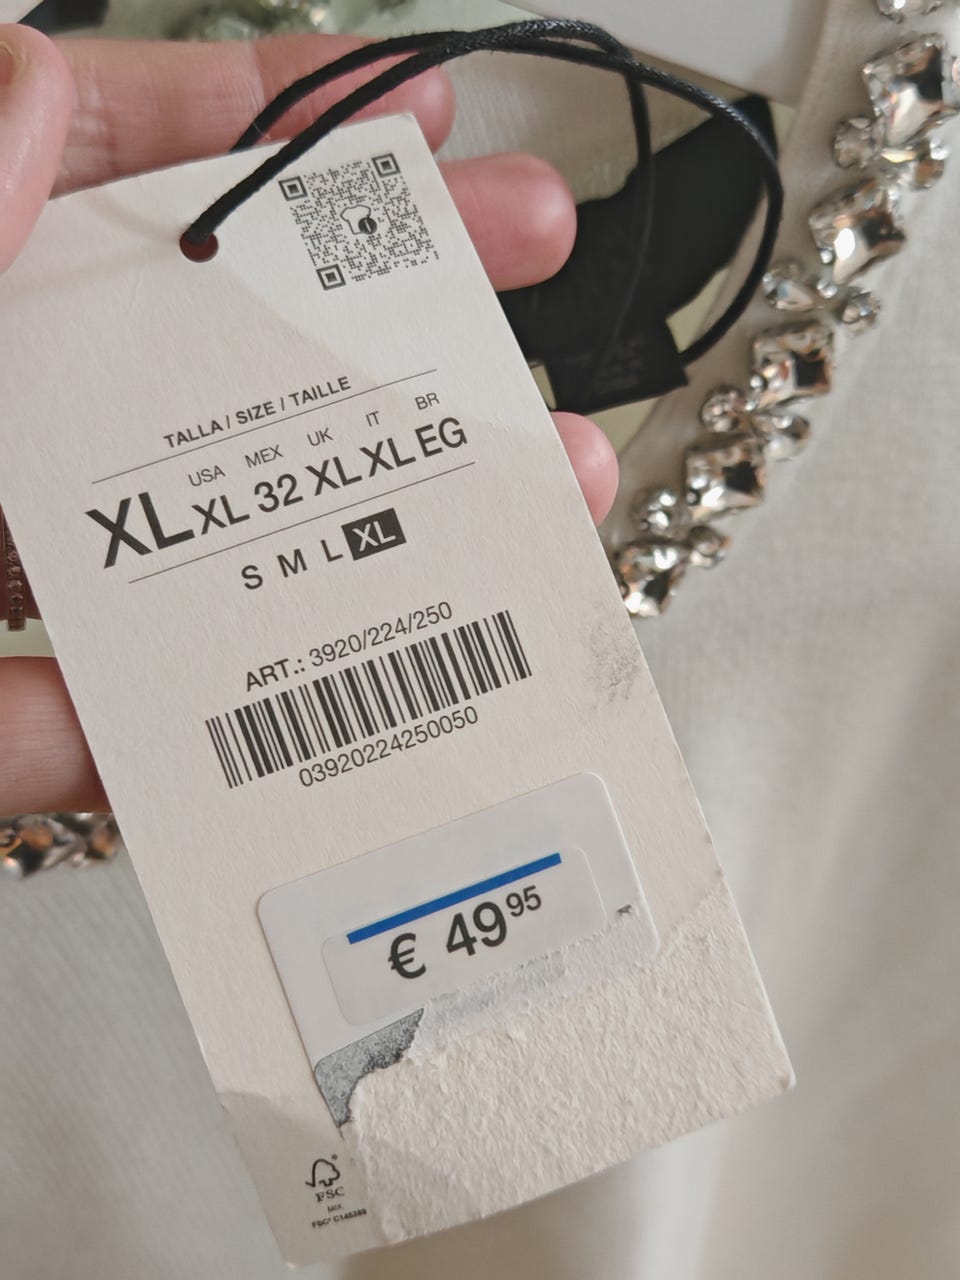 TALLA / SIZE / TAILLE
USA MEX UK IT BR
XL XL 32 XL XL EG
S M L XL
ART.: 3920/224/250
03920224250050
€ 49 95
FSC
MIX